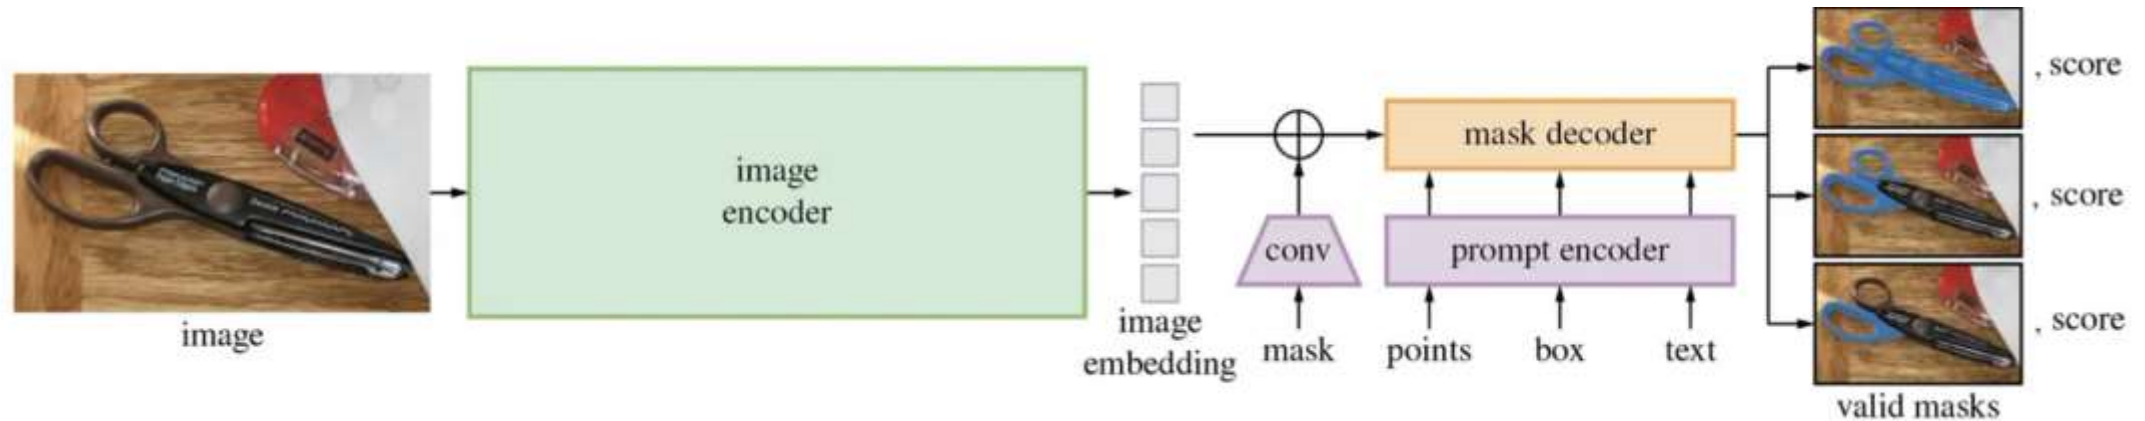 image
image
encoder
image
embedding
conv
mask
mask decoder
prompt encoder
points
box
text
, score
, score
, score
valid masks